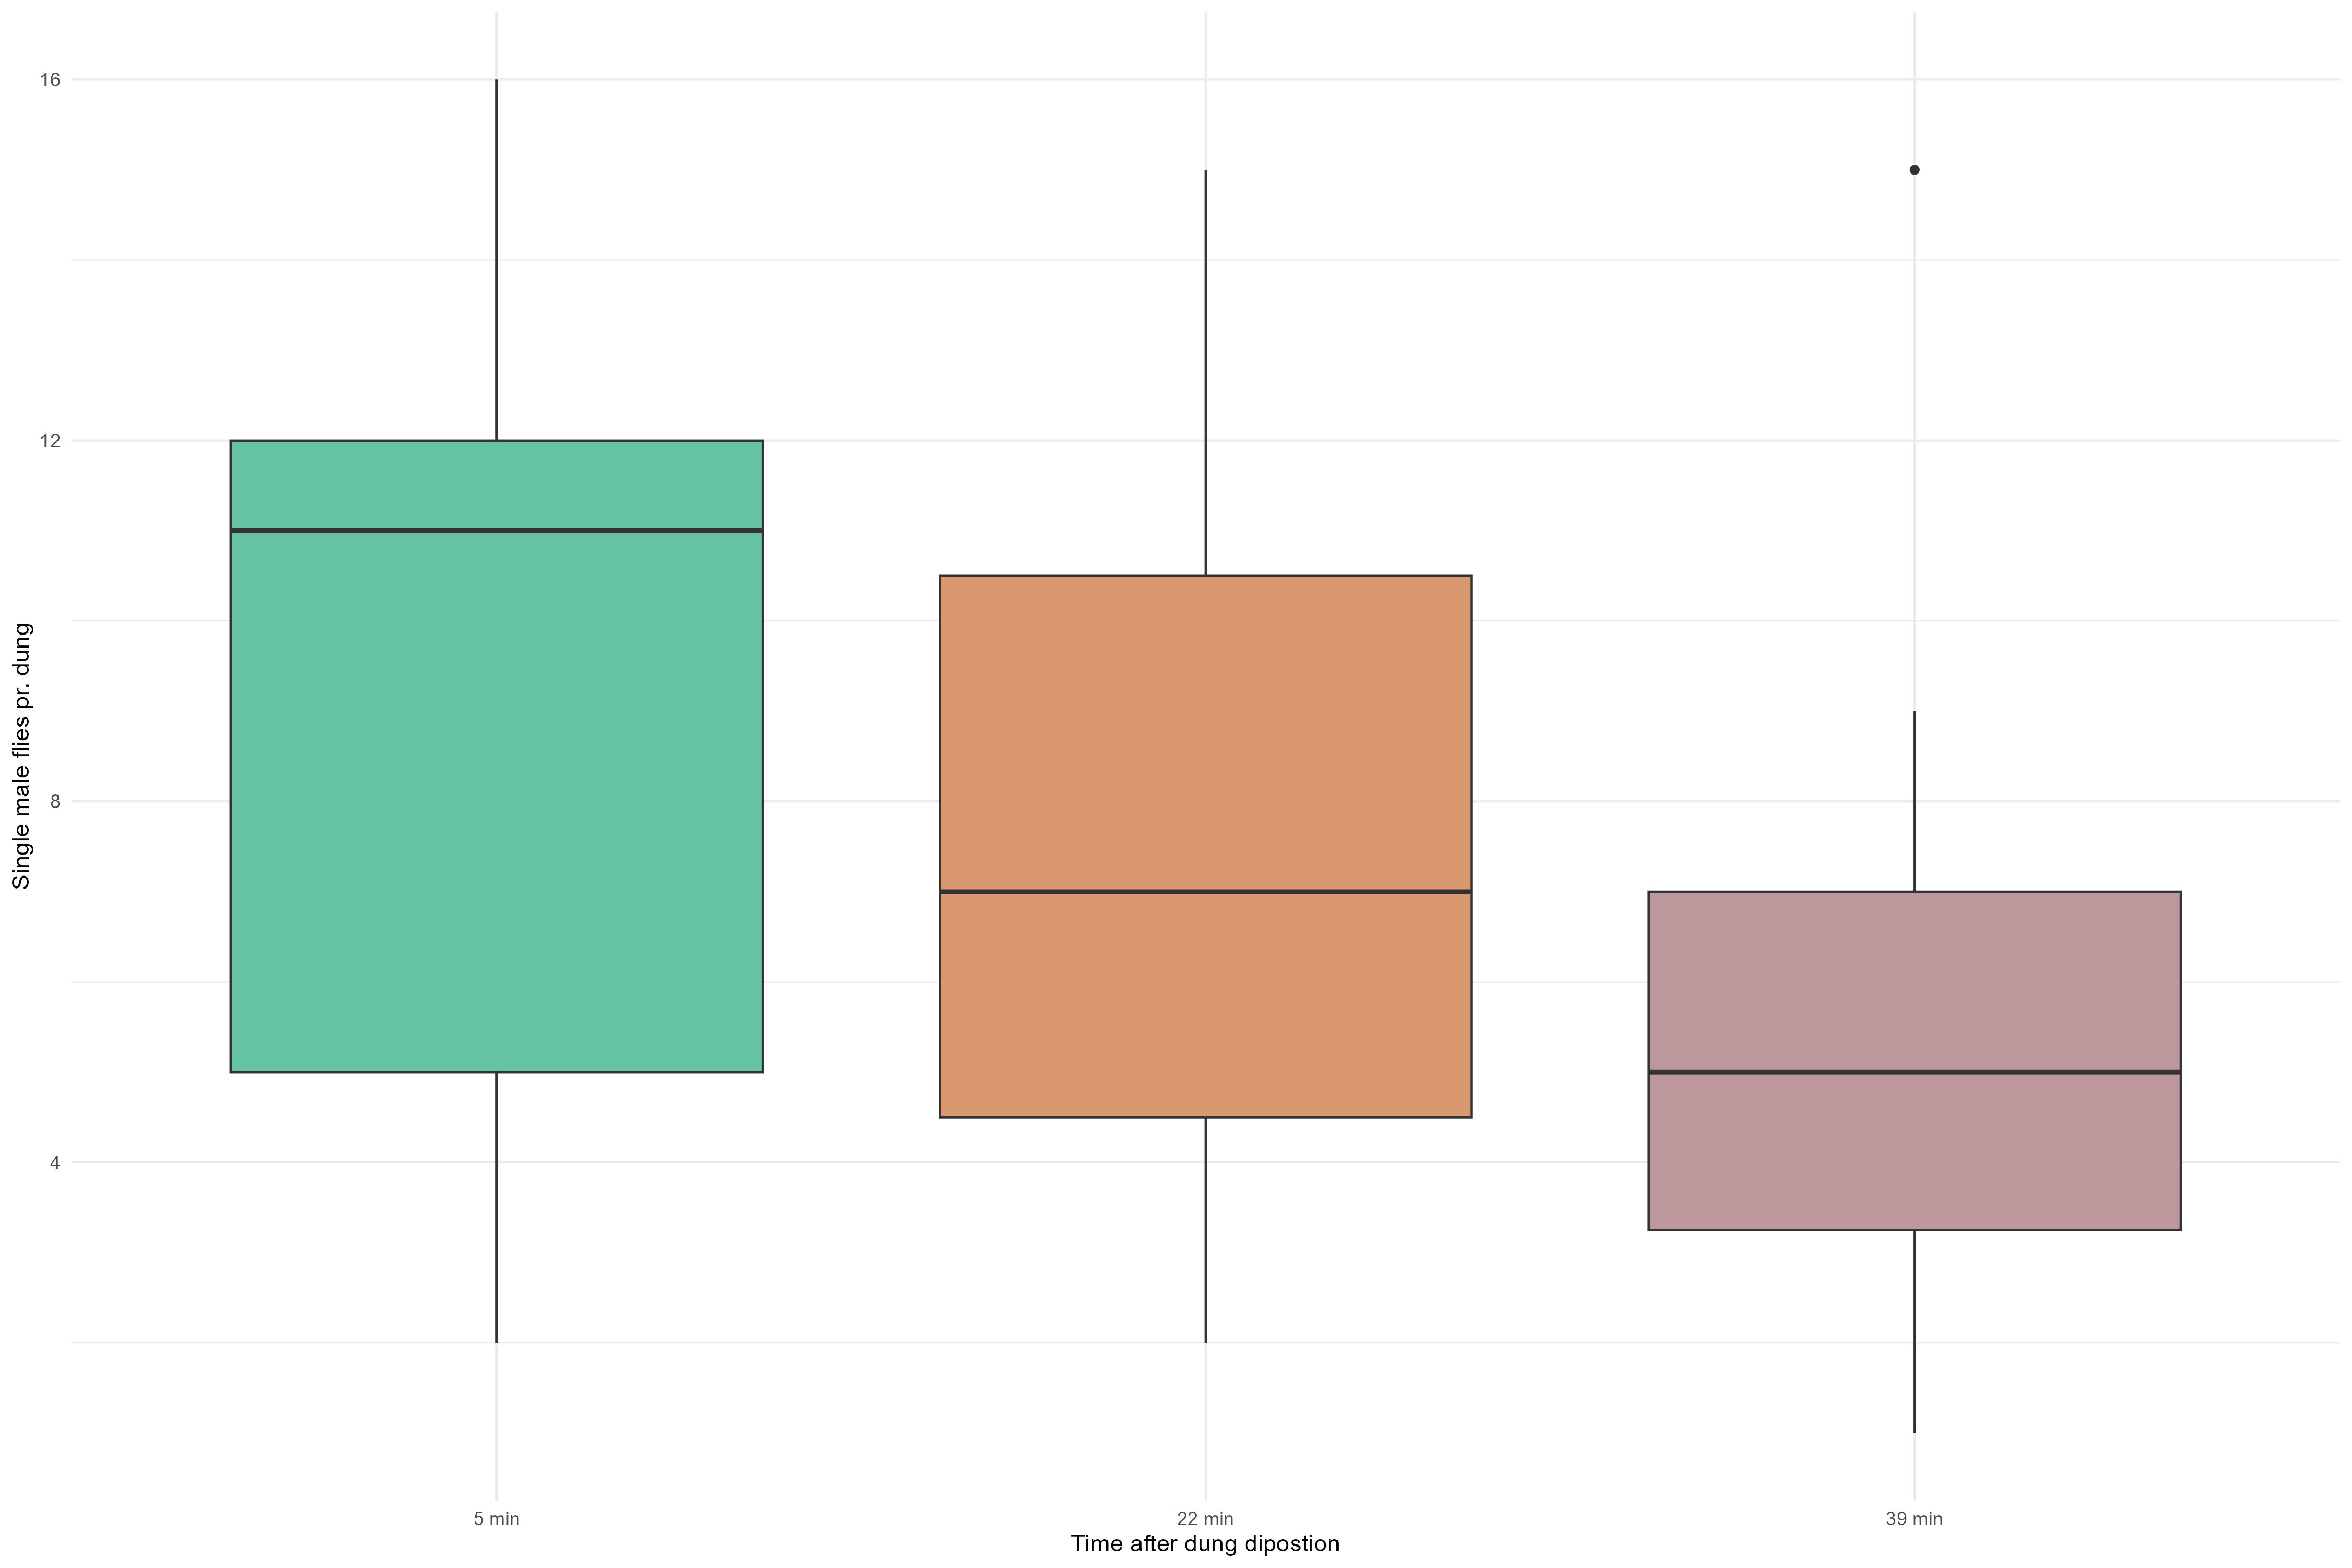 16
12
8
4
Single male flies pr. dung
5 min
22 min
39 min
Time after dung dipostion